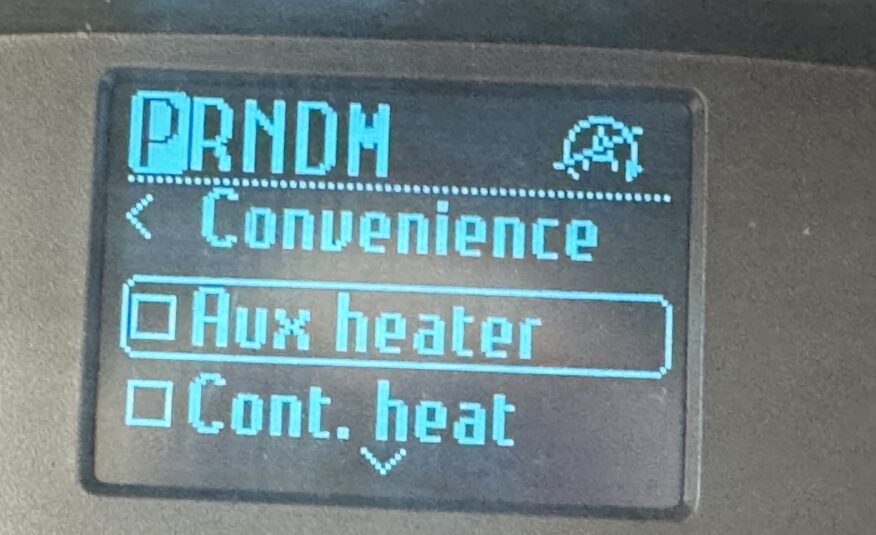 PRNDM
Convenience
Aux heater
Cont. heat